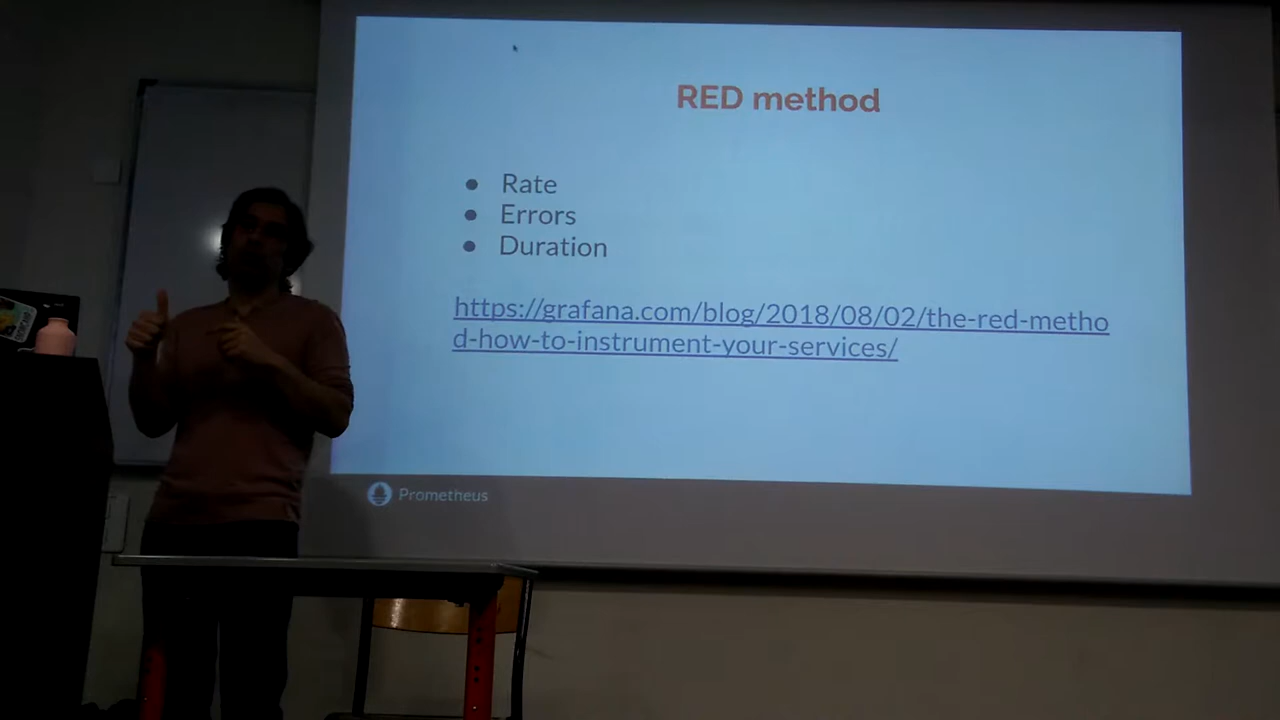 RED method
● Rate
● Errors
● Duration
https://grafana.com/blog/2018/08/02/the-red-metho
d-how-to-instrument-your-services/
Prometheus